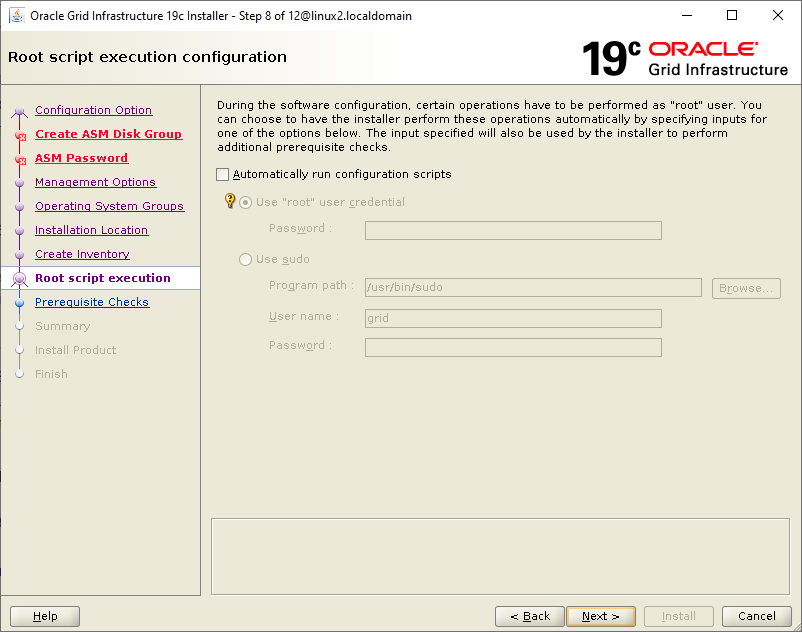 Oracle Grid Infrastructure 19c Installer - Step 8 of 12@linux2.localdomain
Root script execution configuration
19c ORACLE
Grid Infrastructure
Configuration Option
Create ASM Disk Group
ASM Password
Management Options
Operating System Groups
Installation Location
Create Inventory
Root script execution
Prerequisite Checks
Summary
Install Product
Finish
During the software configuration, certain operations have to be performed as "root" user. You
can choose to have the installer perform these operations automatically by specifying inputs for
one of the options below. The input specified will also be used by the installer to perform
additional prerequisite checks.
Automatically run configuration scripts
Use "root" user credential
Password :
Use sudo
Program path : /usr/bin/sudo Browse...
User name : grid
Password :
Help < Back Next > Install Cancel